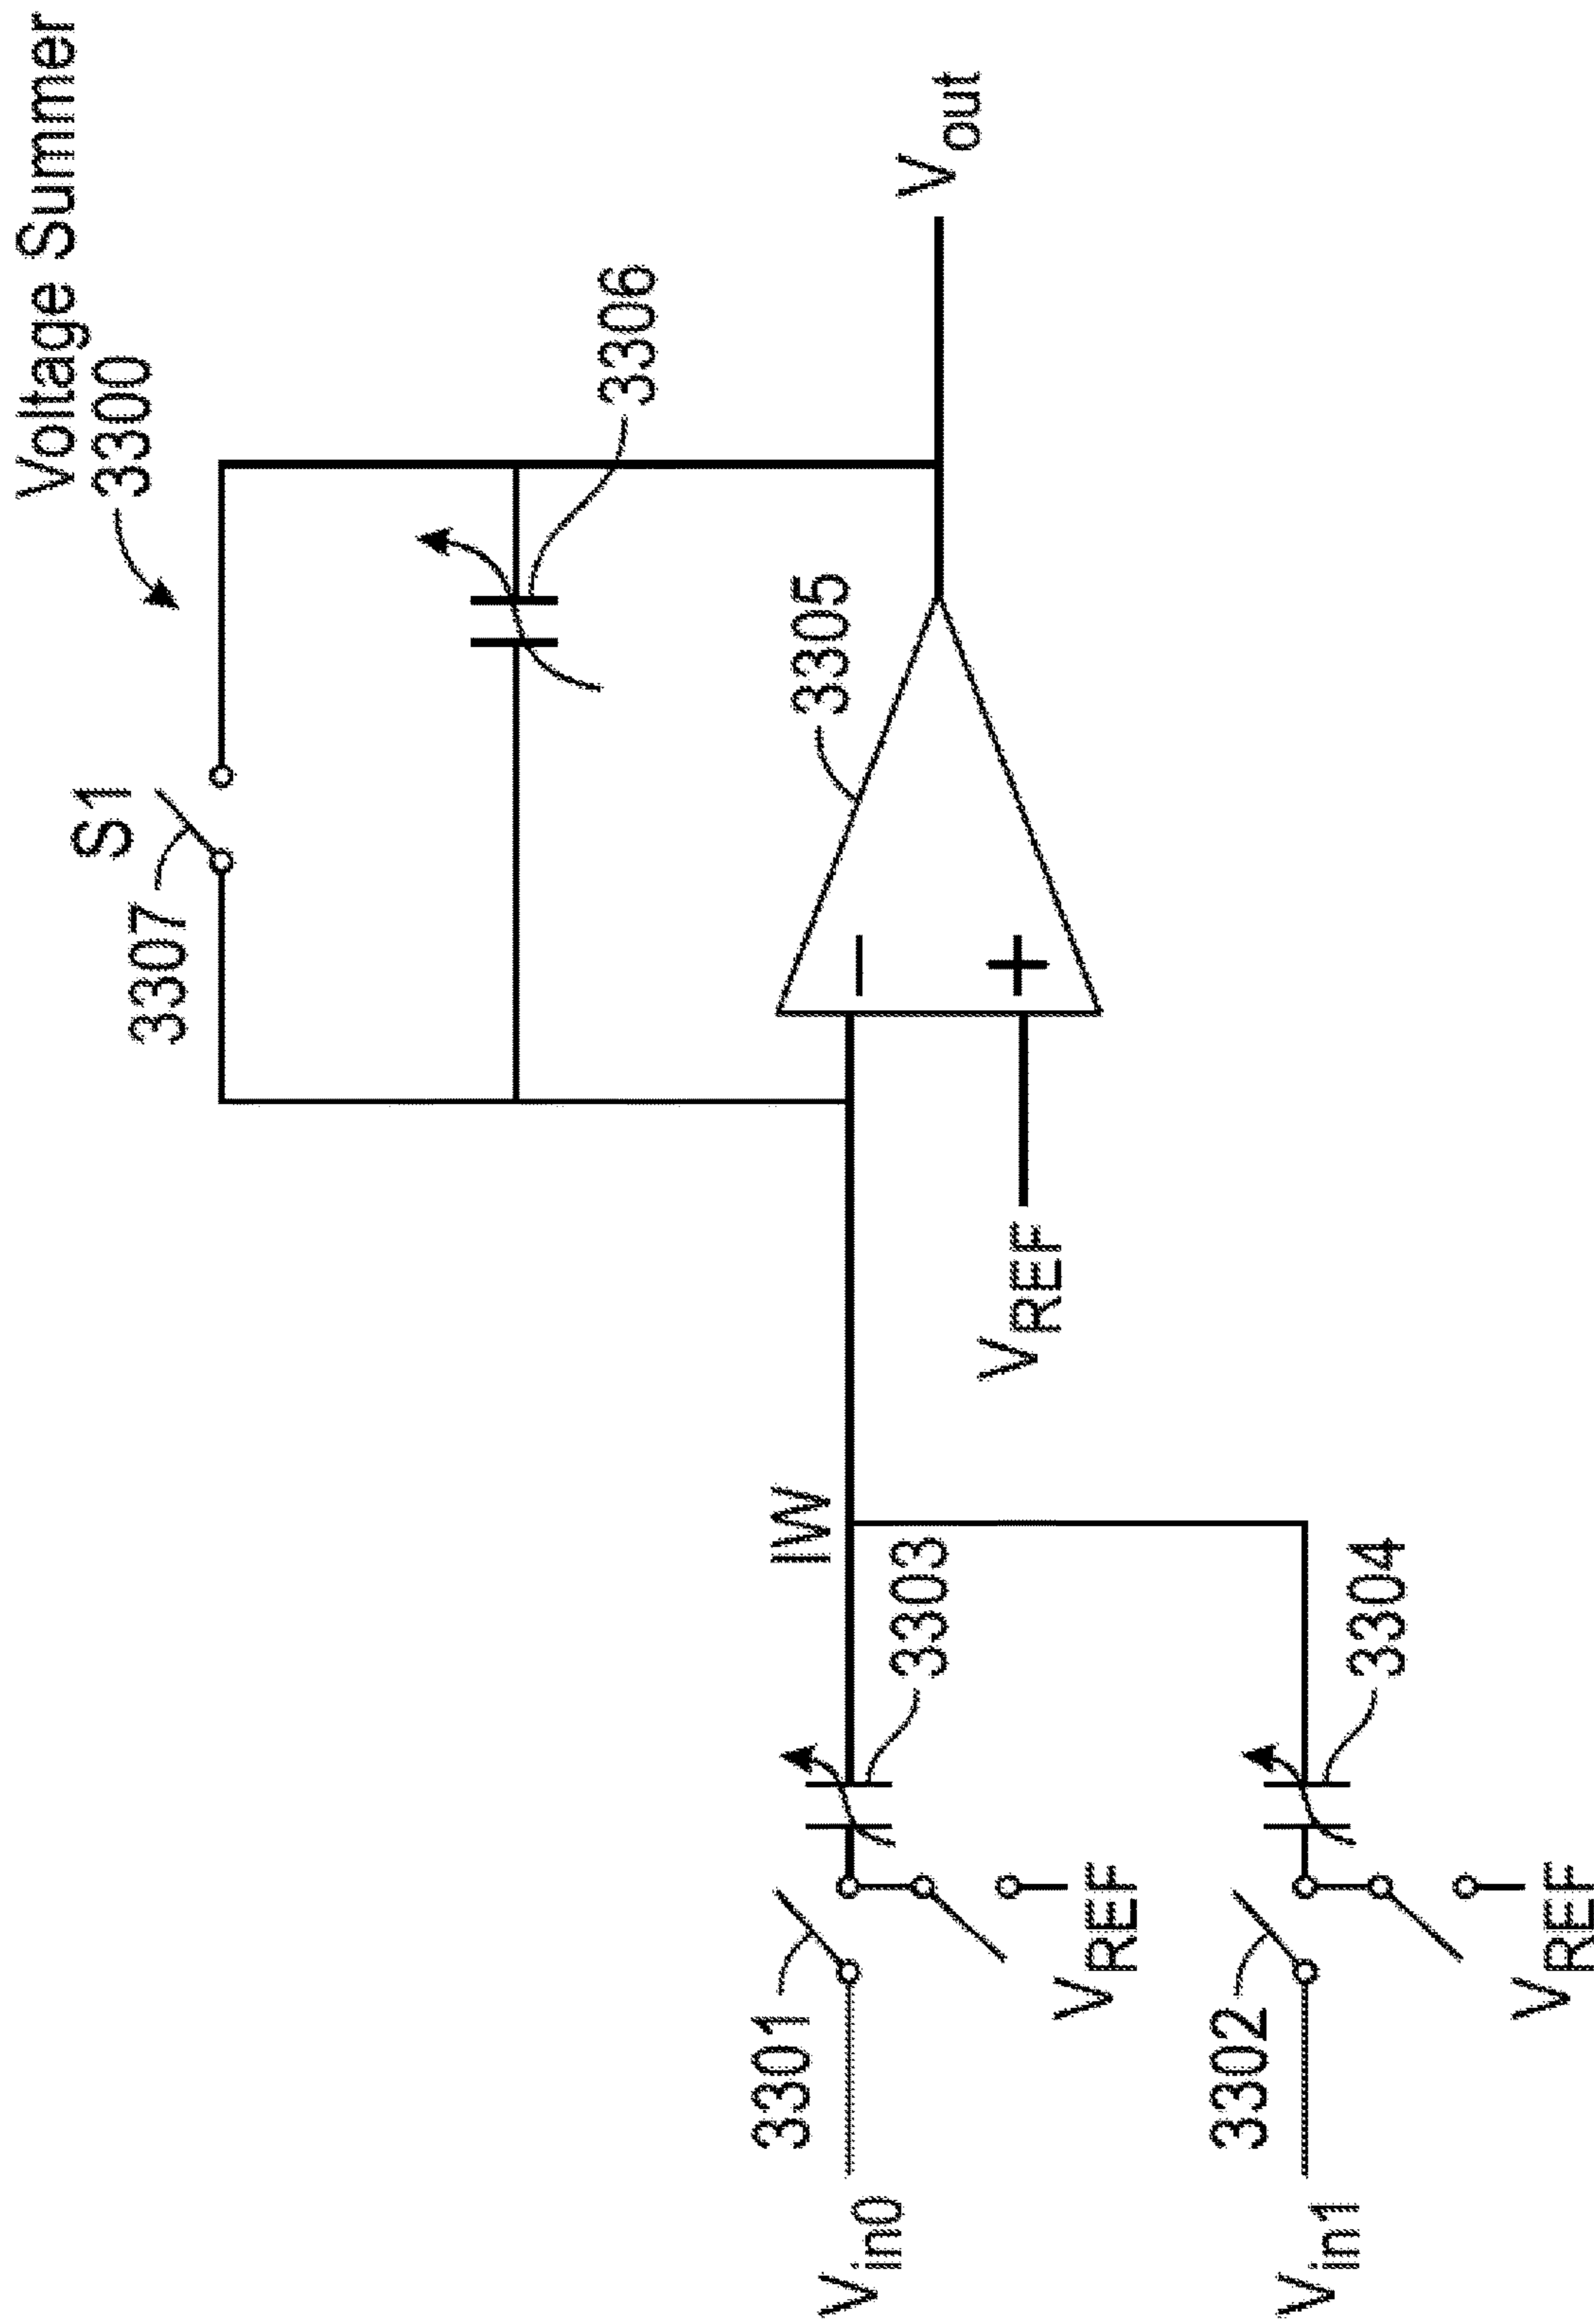 Voltage Summer
3300
S1
3307
3306
3305
−
+
Vout
VREF
IW
3303
3301
Vin0
VREF
3304
3302
Vin1
VREF